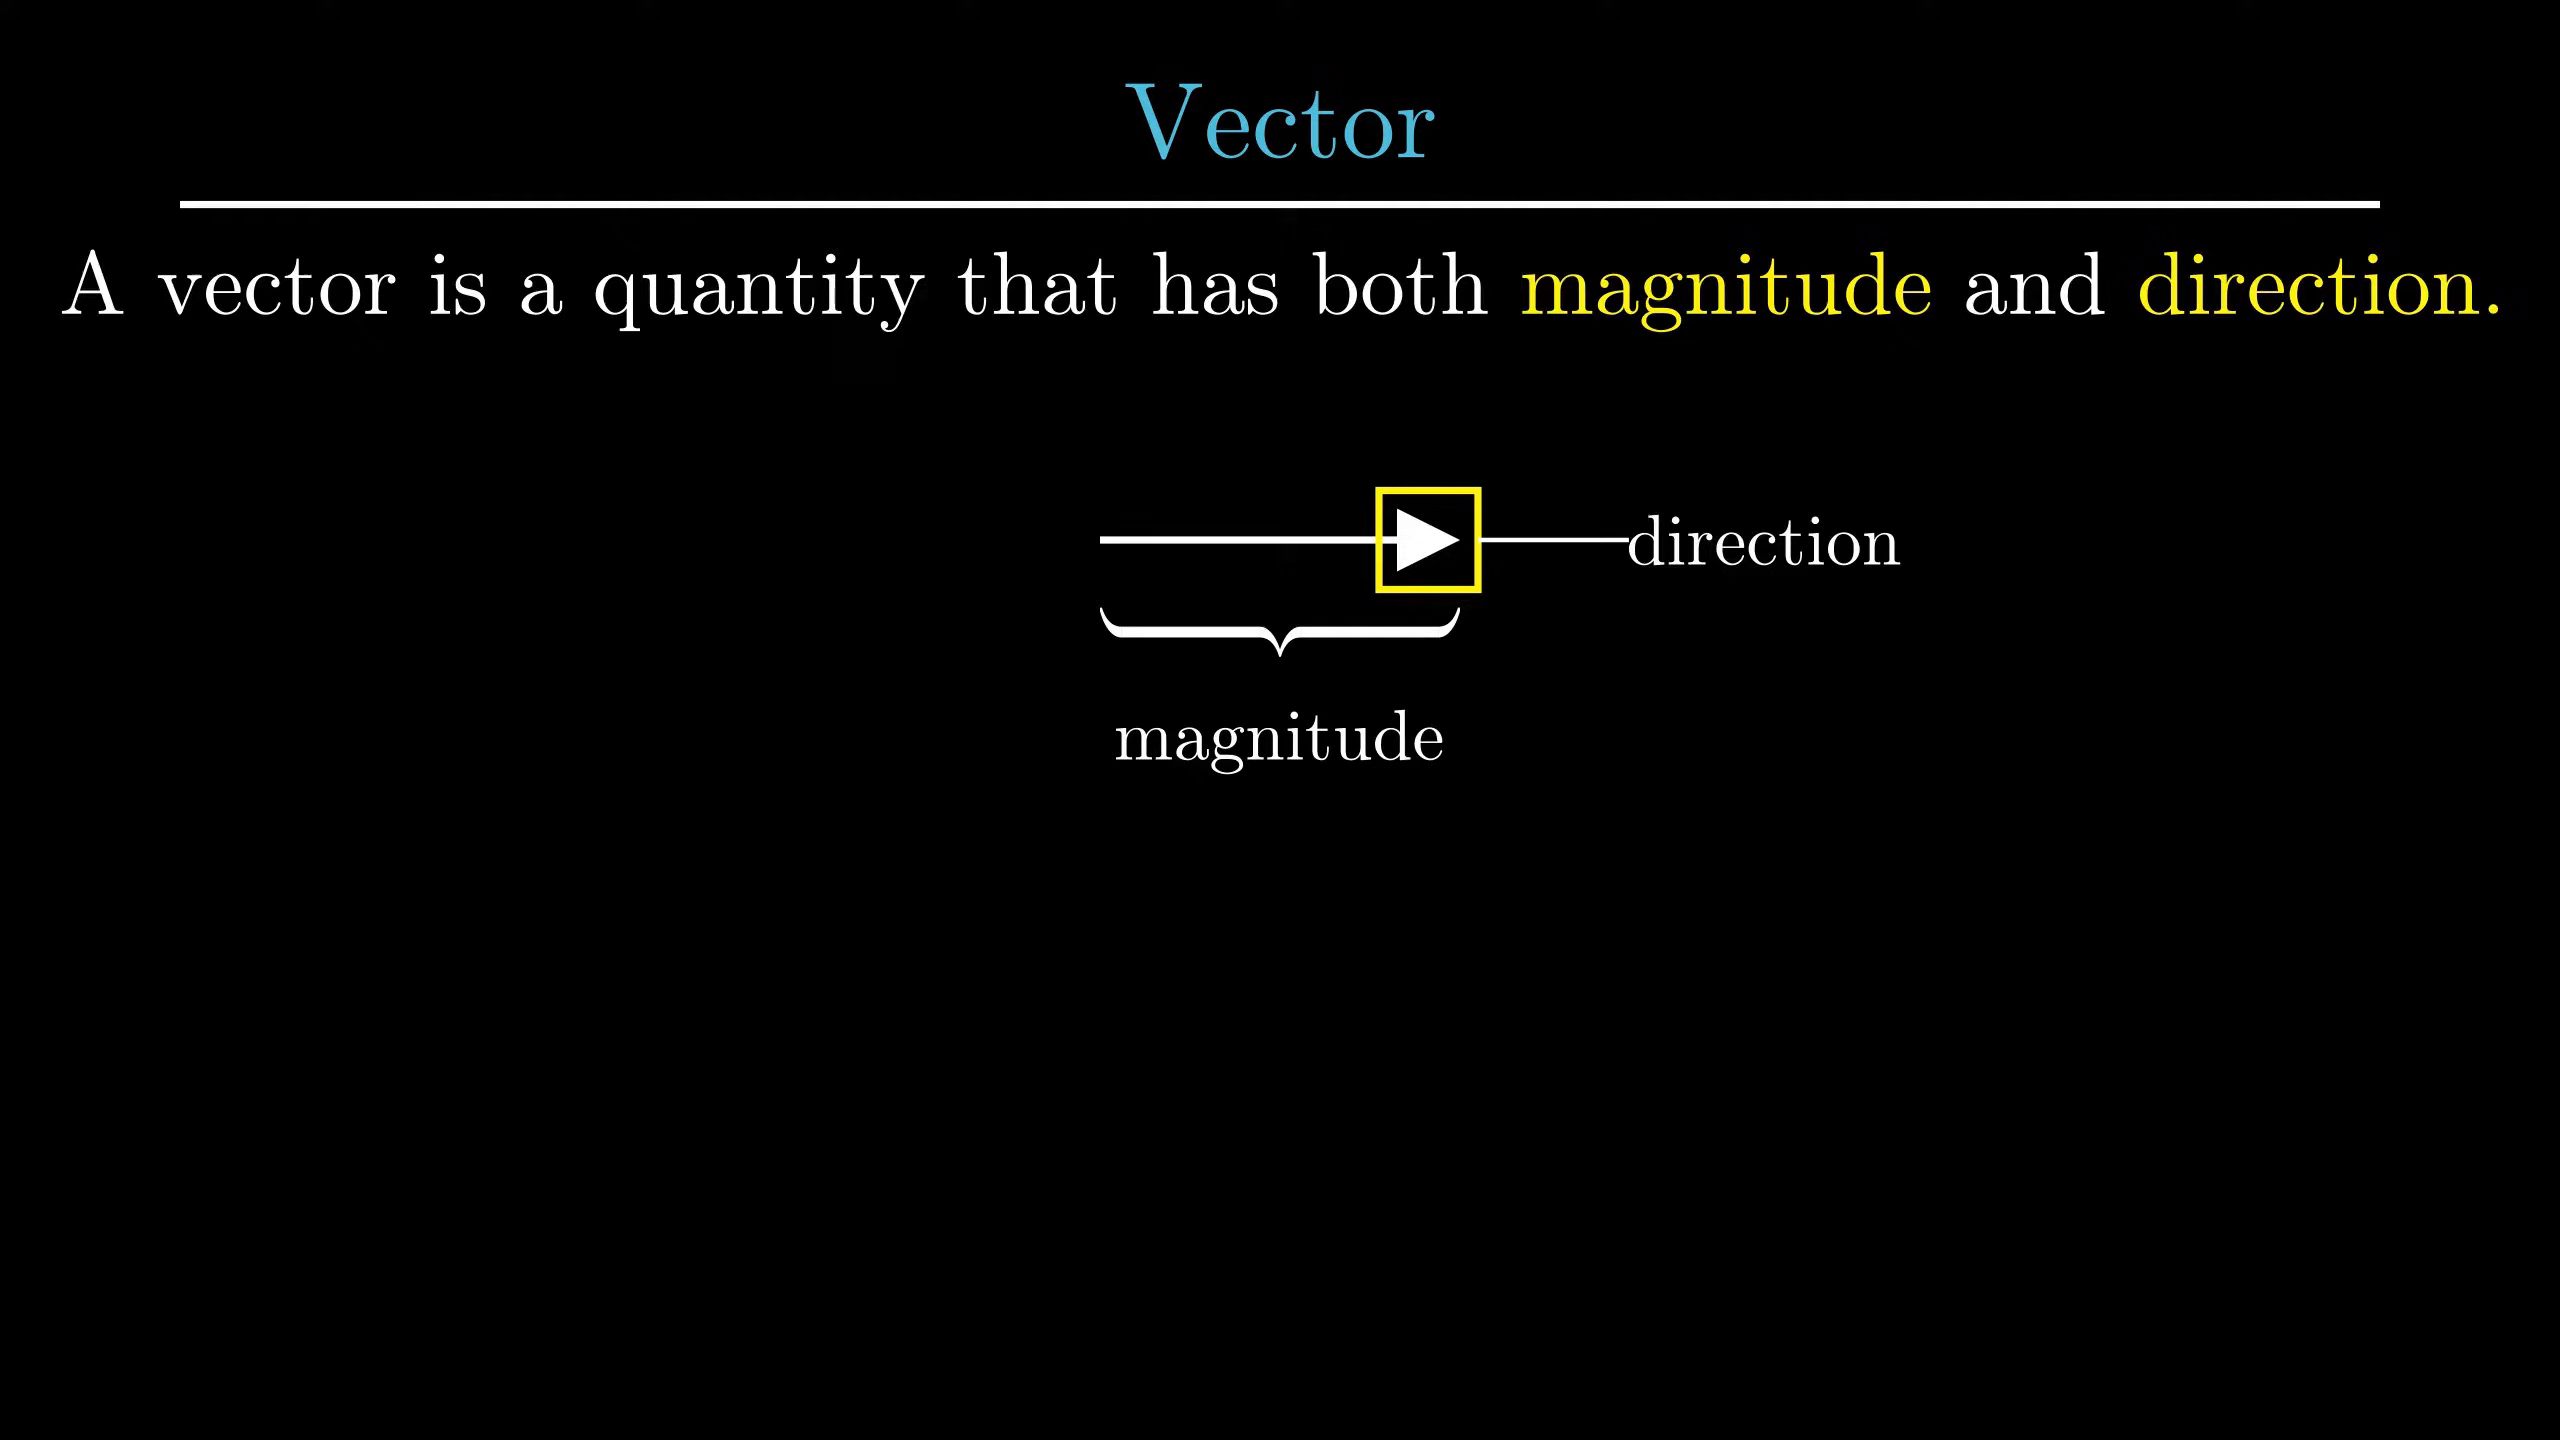 Vector
A vector is a quantity that has both magnitude and direction.
direction
magnitude